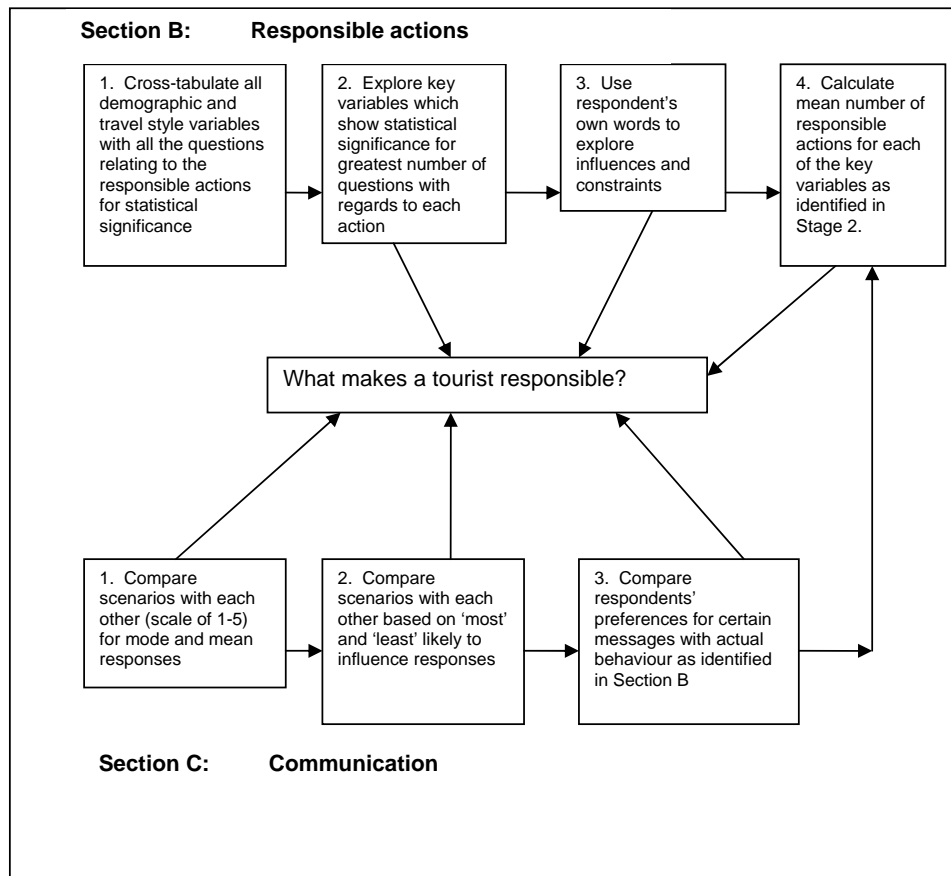 Section B: Responsible actions
1. Cross-tabulate all
demographic and
travel style variables
with all the questions
relating to the
responsible actions
for statistical
significance
2. Explore key
variables which
show statistical
significance for
greatest number of
questions with
regards to each
action
3. Use
respondent's
own words to
explore
influences and
constraints
4. Calculate
mean number of
responsible
actions for each
of the key
variables as
identified in
Stage 2.
What makes a tourist responsible?
1. Compare
scenarios with each
other (scale of 1-5)
for mode and mean
responses
2. Compare
scenarios with each
other based on 'most'
and 'least' likely to
influence responses
3. Compare
respondents'
preferences for certain
messages with actual
behaviour as identified
in Section B
Section C: Communication